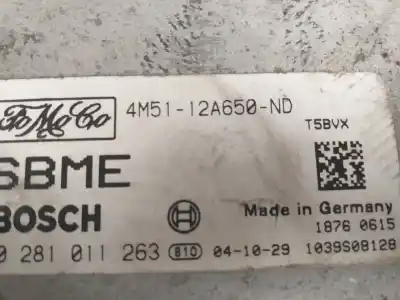 FoMoCo
4M51-12A650-ND
T5BVX
SBME
BOSCH
Made in Germany
1876 0615
0 281 011 263 810 04-10-29 1039S08128